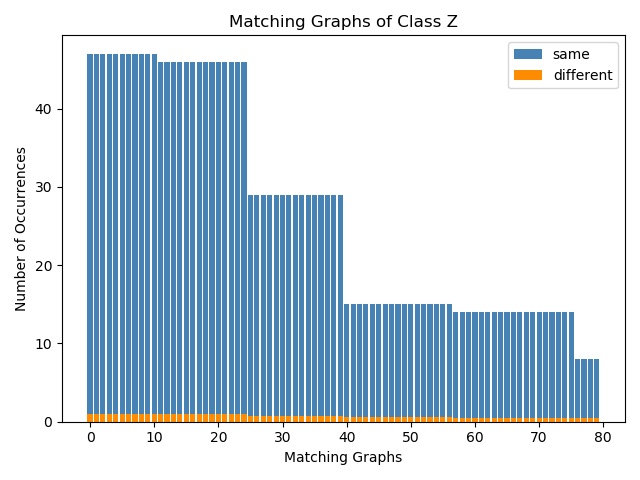 Matching Graphs of Class Z
same
different
Number of Occurrences
40
30
20
10
0
0 10 20 30 40 50 60 70 80
Matching Graphs